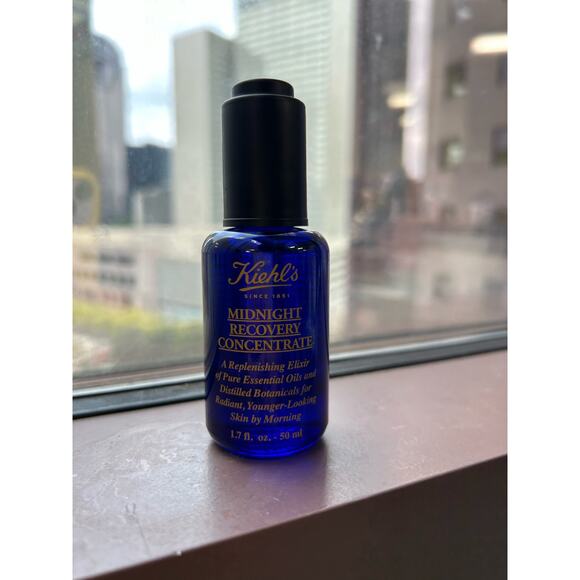 Kiehl's
SINCE 1851
MIDNIGHT
RECOVERY
CONCENTRATE
A Replenishing Elixir
of Pure Essential Oils and
Distilled Botanicals for
Radiant, Younger-Looking
Skin by Morning
1.7 fl. oz. - 50 ml